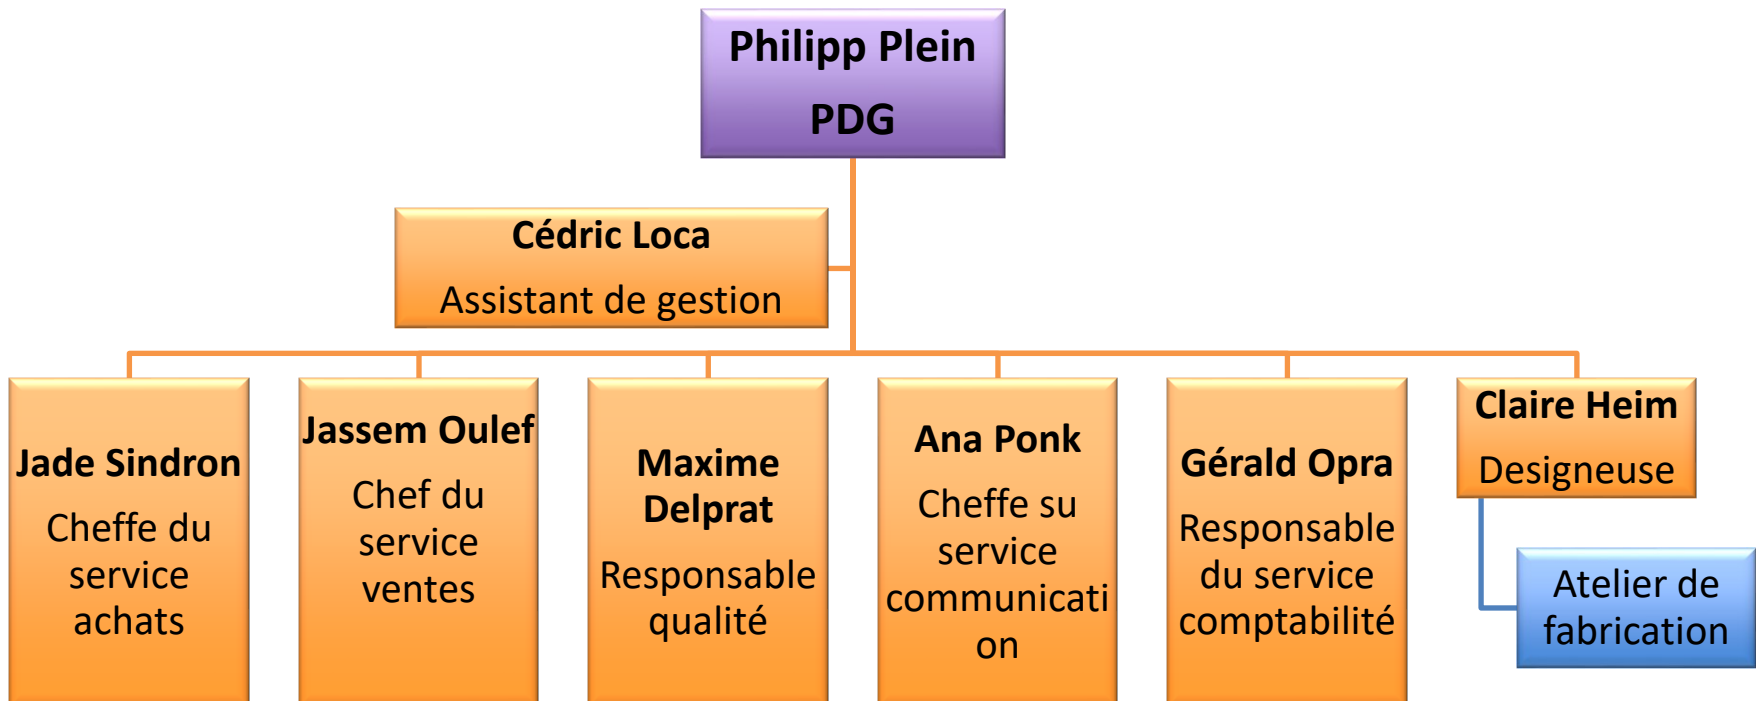 Philipp Plein
PDG
Cédric Loca
Assistant de gestion
Jade Sindron
Cheffe du
service
achats
Jassem Oulef
Chef du
service
ventes
Maxime
Delprat
Responsable
qualité
Ana Ponk
Cheffe su
service
communicati
on
Gérald Opra
Responsable
du service
comptabilité
Claire Heim
Designeuse
Atelier de
fabrication